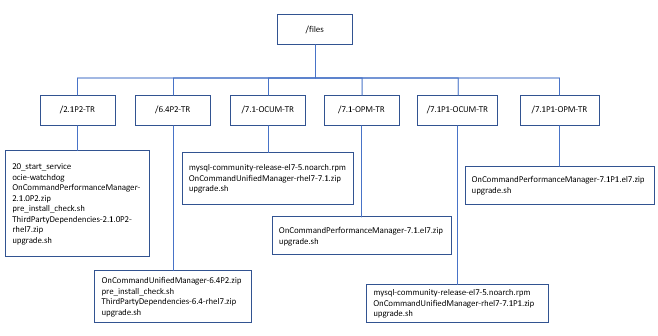 /files
/2.1P2-TR
/6.4P2-TR
/7.1-OCUM-TR
/7.1-OPM-TR
/7.1P1-OCUM-TR
/7.1P1-OPM-TR
20_start_service
ocie-watchdog
OnCommandPerformanceManager-
2.1.0P2.zip
pre_install_check.sh
ThirdPartyDependencies-2.1.0P2-
rhel7.zip
upgrade.sh
mysql-community-release-el7-5.noarch.rpm
OnCommandUnifiedManager-rhel7-7.1.zip
upgrade.sh
OnCommandPerformanceManager-7.1P1.el7.zip
upgrade.sh
OnCommandPerformanceManager-7.1.el7.zip
upgrade.sh
OnCommandUnifiedManager-6.4P2.zip
pre_install_check.sh
ThirdPartyDependencies-6.4-rhel7.zip
upgrade.sh
mysql-community-release-el7-5.noarch.rpm
OnCommandUnifiedManager-rhel7-7.1P1.zip
upgrade.sh